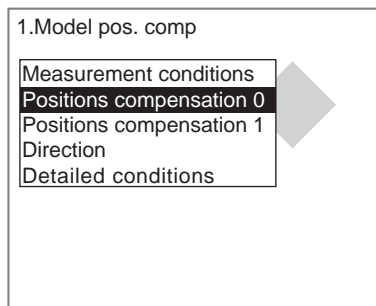 1.Model pos. comp
Measurement conditions
Positions compensation 0
Positions compensation 1
Direction
Detailed conditions